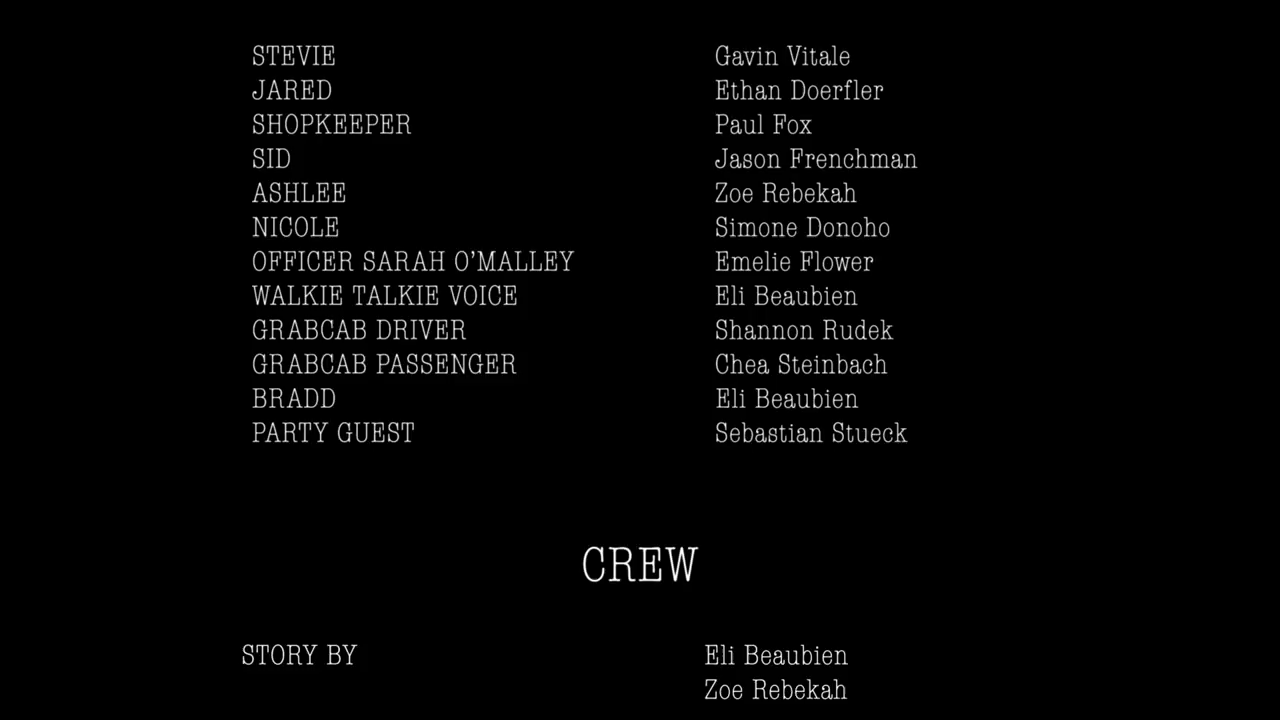 STEVIE Gavin Vitale
JARED Ethan Doerfler
SHOPKEEPER Paul Fox
SID Jason Frenchman
ASHLEE Zoe Rebekah
NICOLE Simone Donoho
OFFICER SARAH O’MALLEY Emelie Flower
WALKIE TALKIE VOICE Eli Beaubien
GRABCAB DRIVER Shannon Rudek
GRABCAB PASSENGER Chea Steinbach
BRADD Eli Beaubien
PARTY GUEST Sebastian Stueck
CREW
STORY BY Eli Beaubien
Zoe Rebekah